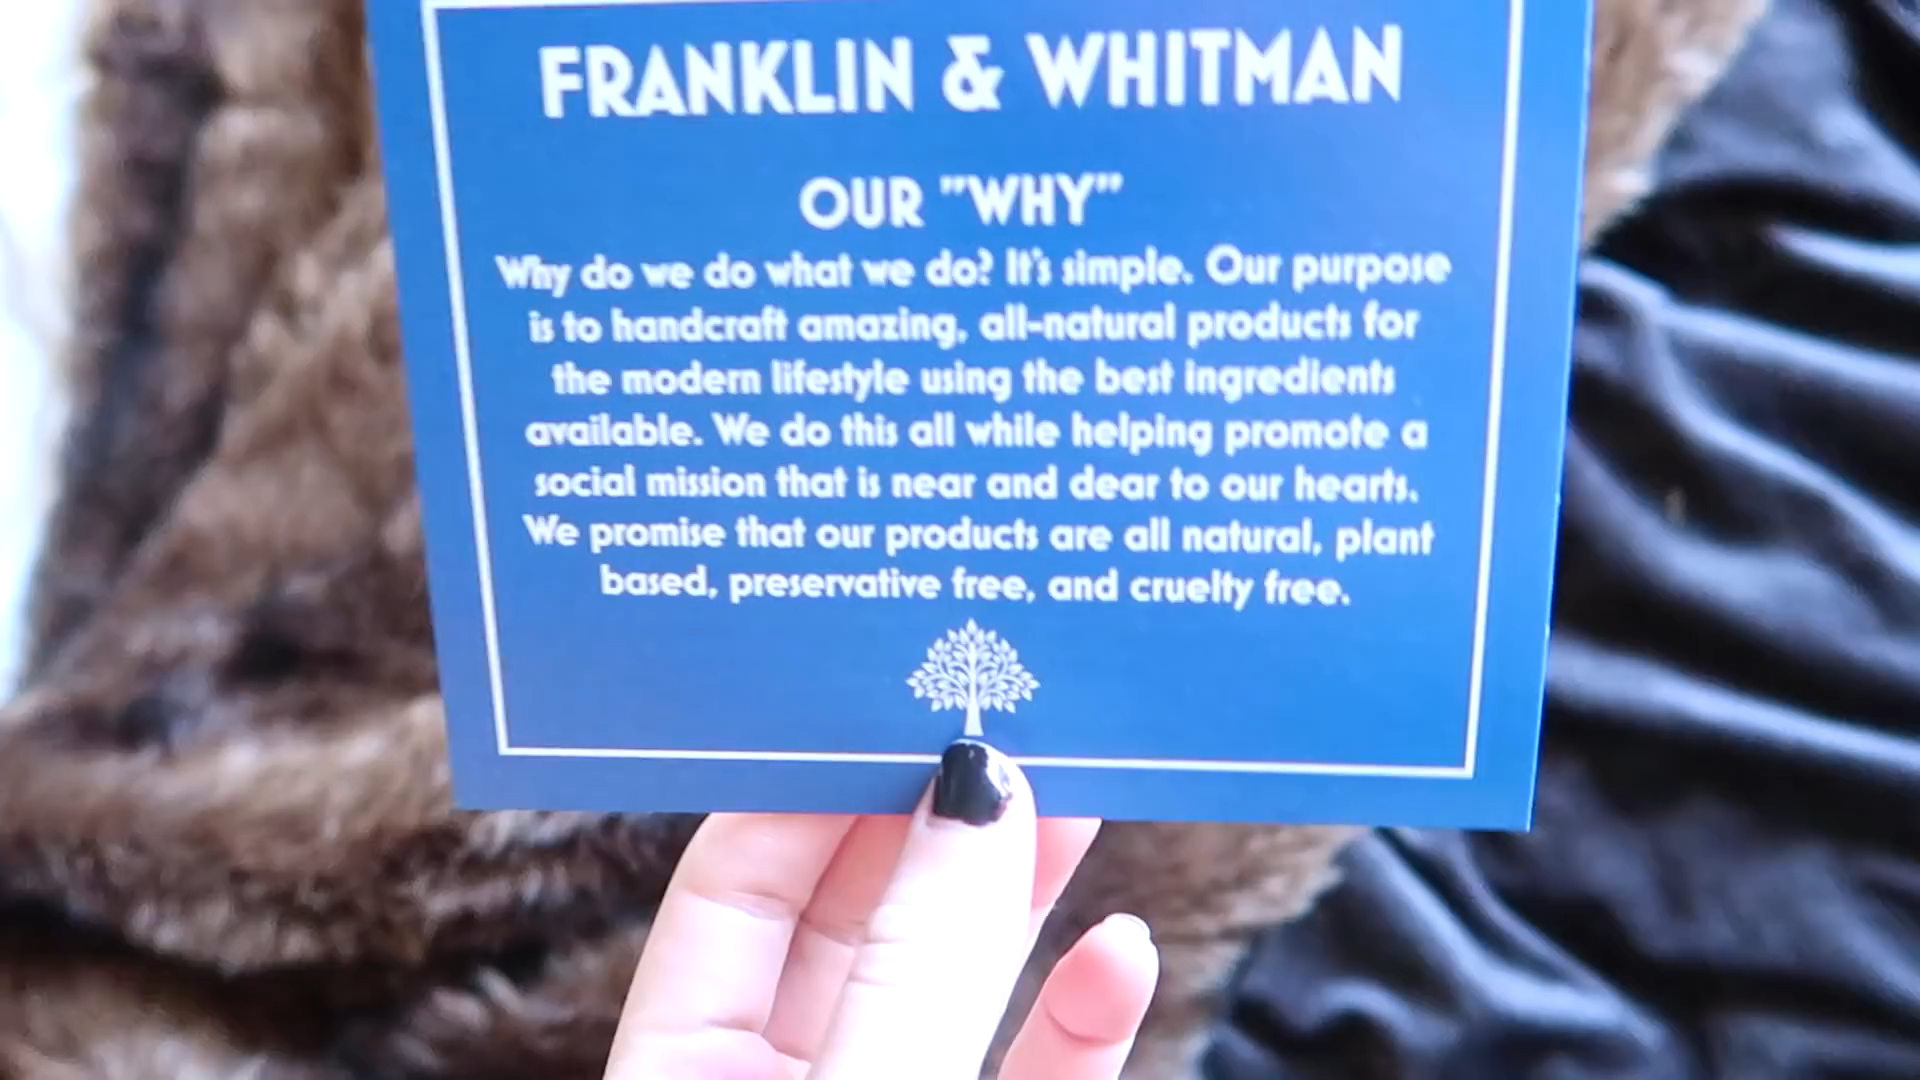 FRANKLIN & WHITMAN
OUR "WHY"
Why do we do what we do? It's simple. Our purpose
is to handcraft amazing, all-natural products for
the modern lifestyle using the best ingredients
available. We do this all while helping promote a
social mission that is near and dear to our hearts.
We promise that our products are all natural, plant
based, preservative free, and cruelty free.